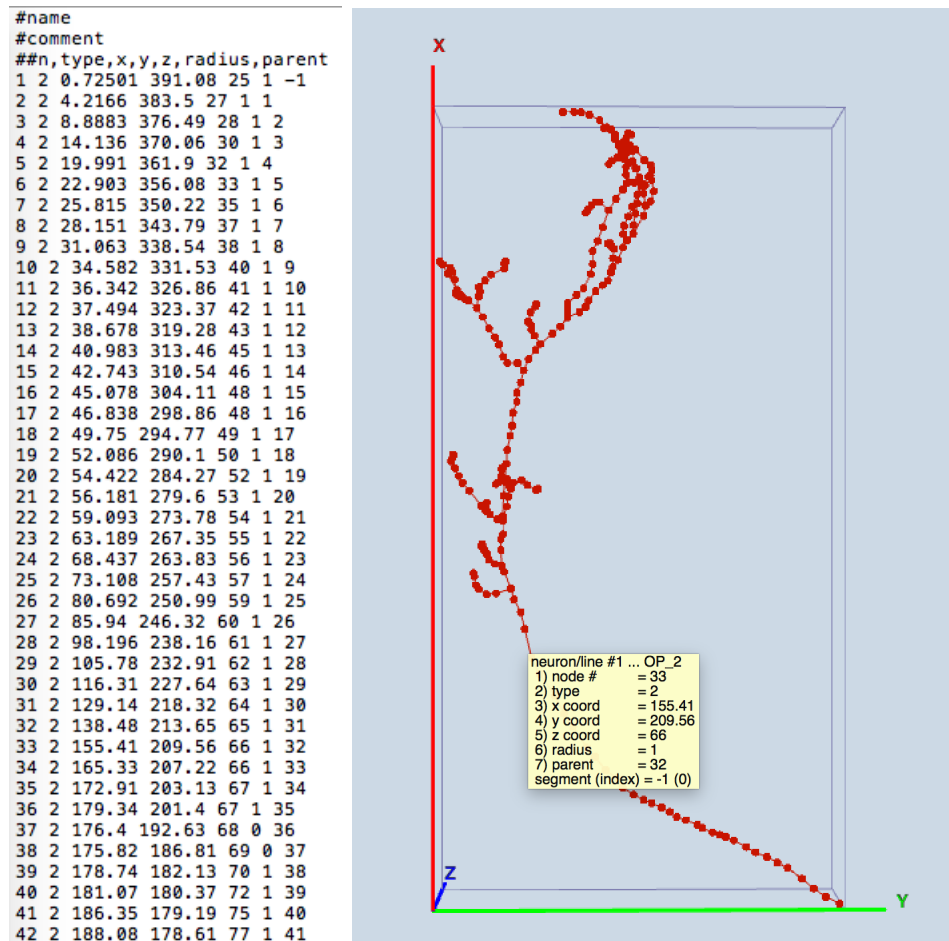 #name
#comment
##n,type,x,y,z,radius,parent
1 2 0.72501 391.08 25 1 -1
2 2 4.2166 383.5 27 1 1
3 2 8.8883 376.49 28 1 2
4 2 14.136 370.06 30 1 3
5 2 19.991 361.9 32 1 4
6 2 22.903 356.08 33 1 5
7 2 25.815 350.22 35 1 6
8 2 28.151 343.79 37 1 7
9 2 31.063 338.54 38 1 8
10 2 34.582 331.53 40 1 9
11 2 36.342 326.86 41 1 10
12 2 37.494 323.37 42 1 11
13 2 38.678 319.28 43 1 12
14 2 40.983 313.46 45 1 13
15 2 42.743 310.54 46 1 14
16 2 45.078 304.11 48 1 15
17 2 46.838 298.86 48 1 16
18 2 49.75 294.77 49 1 17
19 2 52.086 290.1 50 1 18
20 2 54.422 284.27 52 1 19
21 2 56.181 279.6 53 1 20
22 2 59.093 273.78 54 1 21
23 2 63.189 267.35 55 1 22
24 2 68.437 263.83 56 1 23
25 2 73.108 257.43 57 1 24
26 2 80.692 250.99 59 1 25
27 2 85.94 246.32 60 1 26
28 2 98.196 238.16 61 1 27
29 2 105.78 232.91 62 1 28
30 2 116.31 227.64 63 1 29
31 2 129.14 218.32 64 1 30
32 2 138.48 213.65 65 1 31
33 2 155.41 209.56 66 1 32
34 2 165.33 207.22 66 1 33
35 2 172.91 203.13 67 1 34
36 2 179.34 201.4 67 1 35
37 2 176.4 192.63 68 0 36
38 2 175.82 186.81 69 0 37
39 2 178.74 182.13 70 1 38
40 2 181.07 180.37 72 1 39
41 2 186.35 179.19 75 1 40
42 2 188.08 178.61 77 1 41
X
neuron/line #1 ... OP_2
1) node # = 33
2) type = 2
3) x coord = 155.41
4) y coord = 209.56
5) z coord = 66
6) radius = 1
7) parent = 32
segment (index) = -1 (0)
Z
Y